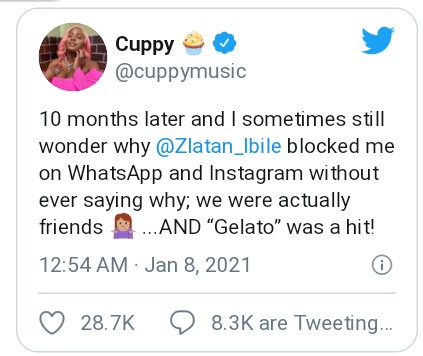 Cuppy 🧁
@cuppymusic
10 months later and I sometimes still
wonder why @Zlatan_Ibile blocked me
on WhatsApp and Instagram without
ever saying why; we were actually
friends 🤷🏽‍♀️ ...AND “Gelato” was a hit!
12:54 AM · Jan 8, 2021
28.7K 8.3K are Tweeting...